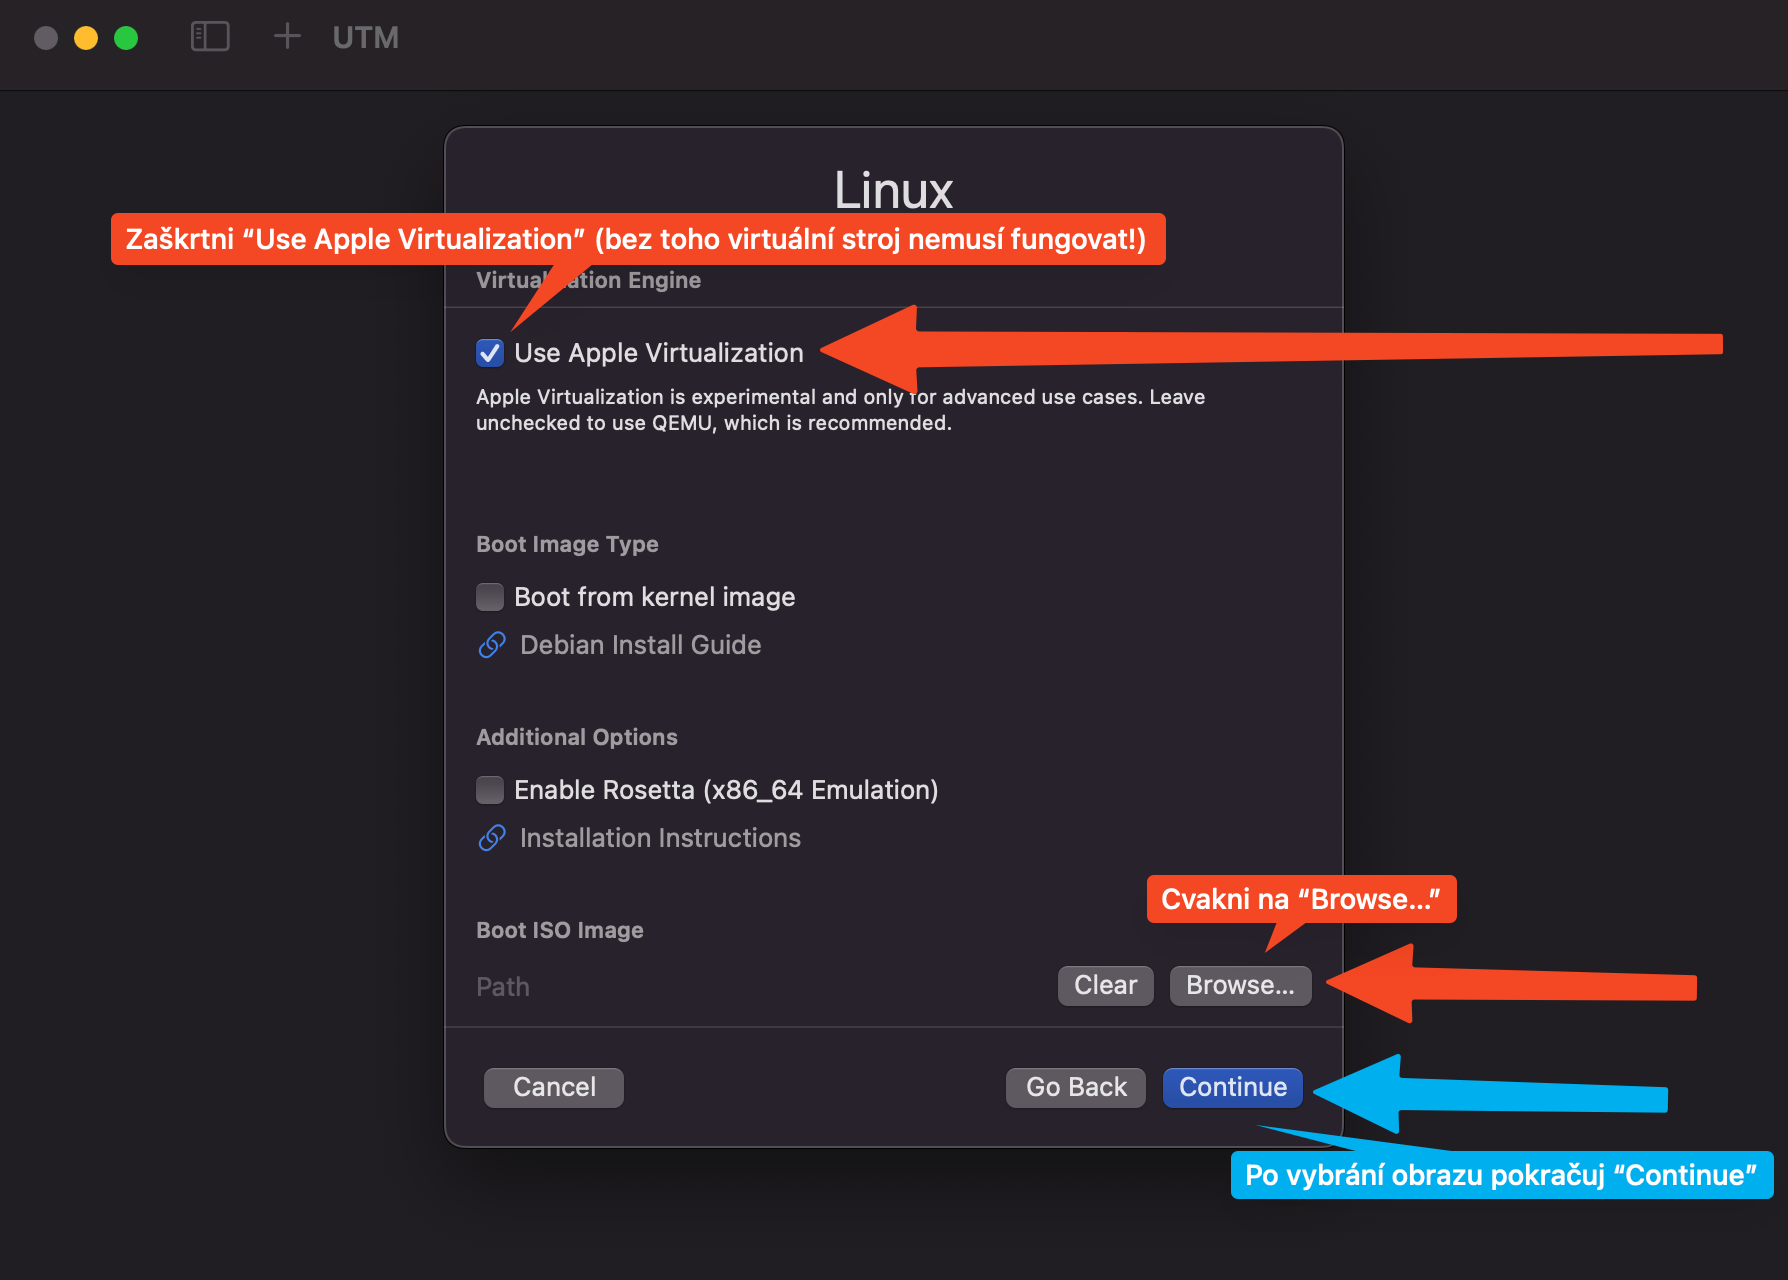 UTM
Linux
Zaškrtni “Use Apple Virtualization” (bez toho virtuální stroj nemusí fungovat!)
Virtualization Engine
Use Apple Virtualization
Apple Virtualization is experimental and only for advanced use cases. Leave
unchecked to use QEMU, which is recommended.
Boot Image Type
Boot from kernel image
Debian Install Guide
Additional Options
Enable Rosetta (x86_64 Emulation)
Installation Instructions
Cvakni na “Browse...”
Boot ISO Image
Path
Clear
Browse...
Cancel
Go Back
Continue
Po vybrání obrazu pokračuj “Continue”